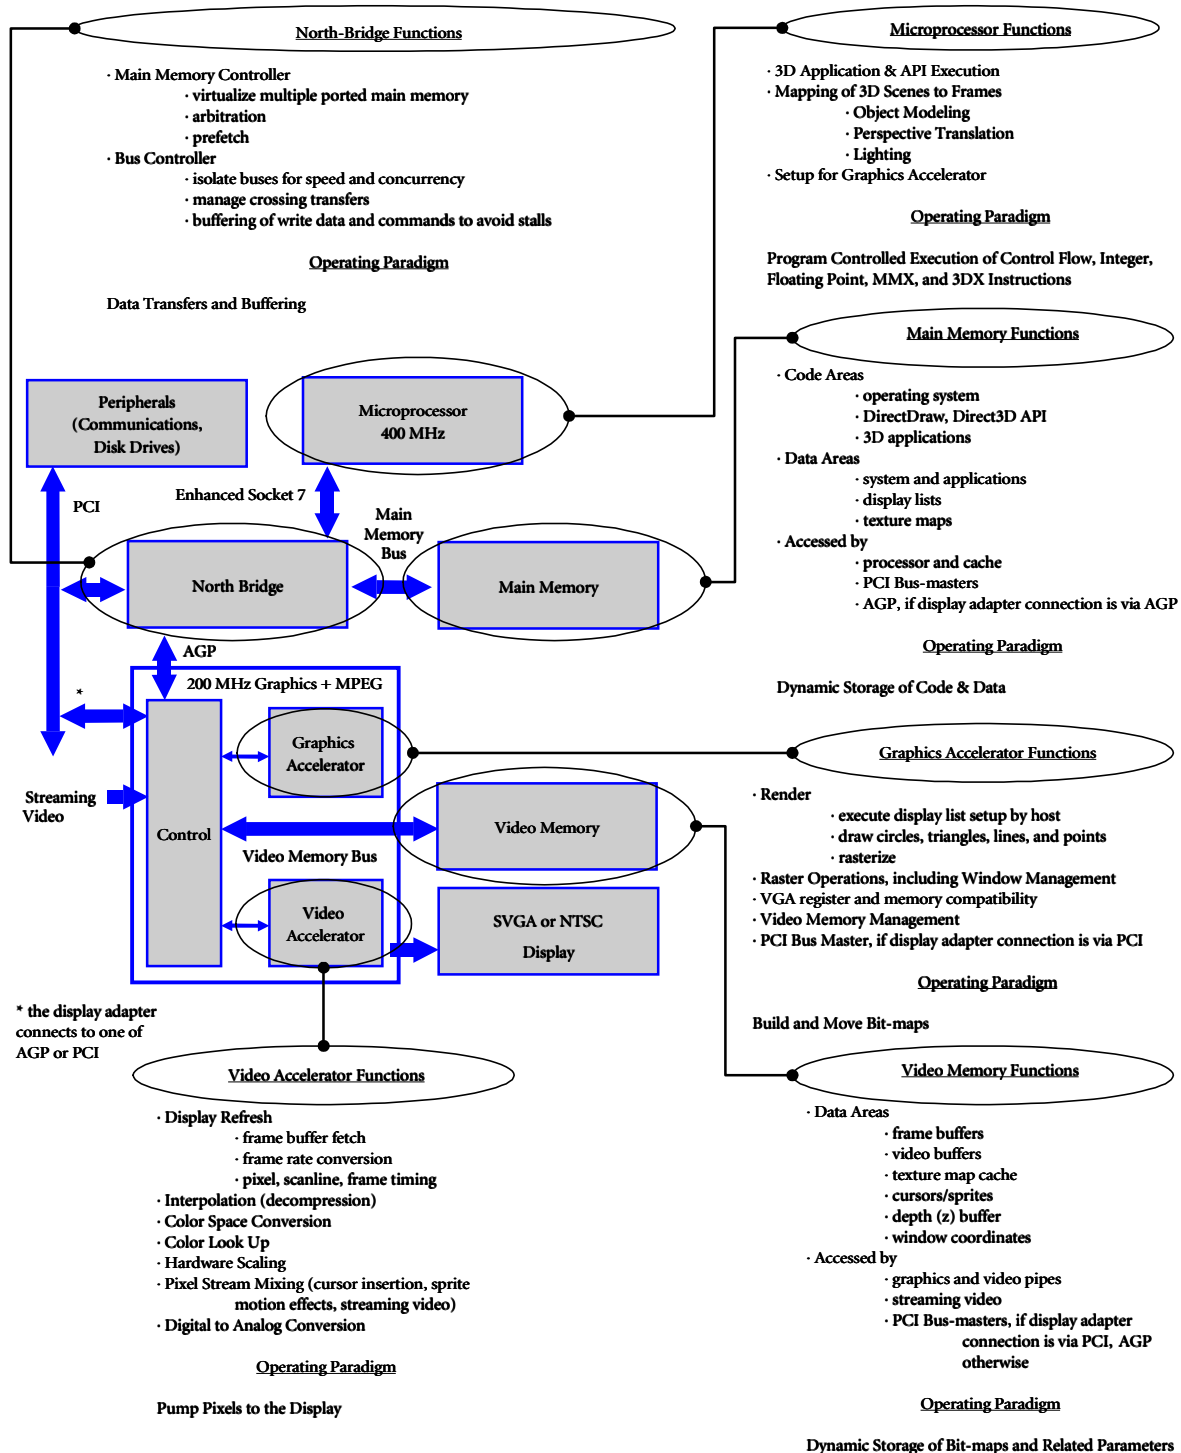 North-Bridge Functions
· Main Memory Controller
· virtualize multiple ported main memory
· arbitration
· prefetch
· Bus Controller
· isolate buses for speed and concurrency
· manage crossing transfers
· buffering of write data and commands to avoid stalls
Operating Paradigm
Data Transfers and Buffering
Microprocessor Functions
· 3D Application & API Execution
· Mapping of 3D Scenes to Frames
· Object Modeling
· Perspective Translation
· Lighting
· Setup for Graphics Accelerator
Operating Paradigm
Program Controlled Execution of Control Flow, Integer,
Floating Point, MMX, and 3DX Instructions
Main Memory Functions
· Code Areas
· operating system
· DirectDraw, Direct3D API
· 3D applications
· Data Areas
· system and applications
· display lists
· texture maps
· Accessed by
· processor and cache
· PCI Bus-masters
· AGP, if display adapter connection is via AGP
Operating Paradigm
Dynamic Storage of Code & Data
Peripherals
(Communications,
Disk Drives)
Microprocessor
400 MHz
PCI
Enhanced Socket 7
Main
Memory
Bus
North Bridge
Main Memory
AGP
*
200 MHz Graphics + MPEG
Graphics
Accelerator
Streaming
Video
Control
Video Memory
Video Memory Bus
Video
Accelerator
SVGA or NTSC
Display
* the display adapter
connects to one of
AGP or PCI
Graphics Accelerator Functions
· Render
· execute display list setup by host
· draw circles, triangles, lines, and points
· rasterize
· Raster Operations, including Window Management
· VGA register and memory compatibility
· Video Memory Management
· PCI Bus Master, if display adapter connection is via PCI
Operating Paradigm
Build and Move Bit-maps
Video Accelerator Functions
· Display Refresh
· frame buffer fetch
· frame rate conversion
· pixel, scanline, frame timing
· Interpolation (decompression)
· Color Space Conversion
· Color Look Up
· Hardware Scaling
· Pixel Stream Mixing (cursor insertion, sprite
motion effects, streaming video)
· Digital to Analog Conversion
Operating Paradigm
Pump Pixels to the Display
Video Memory Functions
· Data Areas
· frame buffers
· video buffers
· texture map cache
· cursors/sprites
· depth (z) buffer
· window coordinates
· Accessed by
· graphics and video pipes
· streaming video
· PCI Bus-masters, if display adapter
connection is via PCI, AGP
otherwise
Operating Paradigm
Dynamic Storage of Bit-maps and Related Parameters